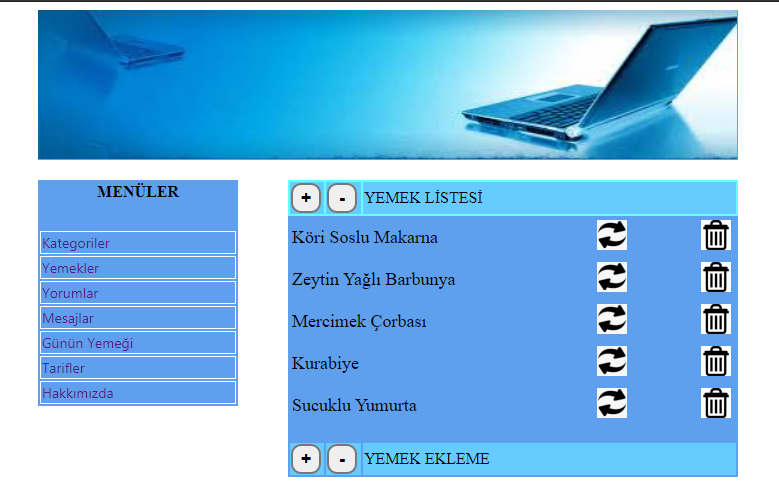 MENÜLER
Kategoriler
Yemekler
Yorumlar
Mesajlar
Günün Yemeği
Tarifler
Hakkımızda
+ - YEMEK LİSTESİ
Köri Soslu Makarna
Zeytin Yağlı Barbunya
Mercimek Çorbası
Kurabiye
Sucuklu Yumurta
+ - YEMEK EKLEME